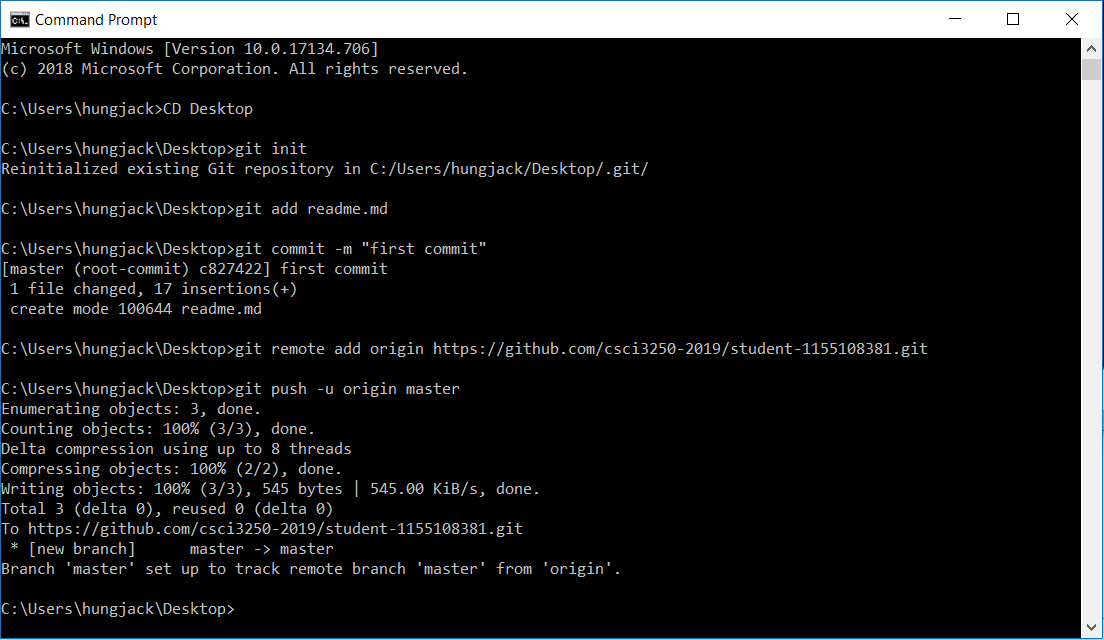 Command Prompt
Microsoft Windows [Version 10.0.17134.706]
(c) 2018 Microsoft Corporation. All rights reserved.
C:\Users\hungjack>CD Desktop
C:\Users\hungjack\Desktop>git init
Reinitialized existing Git repository in C:/Users/hungjack/Desktop/.git/
C:\Users\hungjack\Desktop>git add readme.md
C:\Users\hungjack\Desktop>git commit -m "first commit"
[master (root-commit) c827422] first commit
 1 file changed, 17 insertions(+)
 create mode 100644 readme.md
C:\Users\hungjack\Desktop>git remote add origin https://github.com/csci3250-2019/student-1155108381.git
C:\Users\hungjack\Desktop>git push -u origin master
Enumerating objects: 3, done.
Counting objects: 100% (3/3), done.
Delta compression using up to 8 threads
Compressing objects: 100% (2/2), done.
Writing objects: 100% (3/3), 545 bytes | 545.00 KiB/s, done.
Total 3 (delta 0), reused 0 (delta 0)
To https://github.com/csci3250-2019/student-1155108381.git
 * [new branch]      master -> master
Branch 'master' set up to track remote branch 'master' from 'origin'.
C:\Users\hungjack\Desktop>